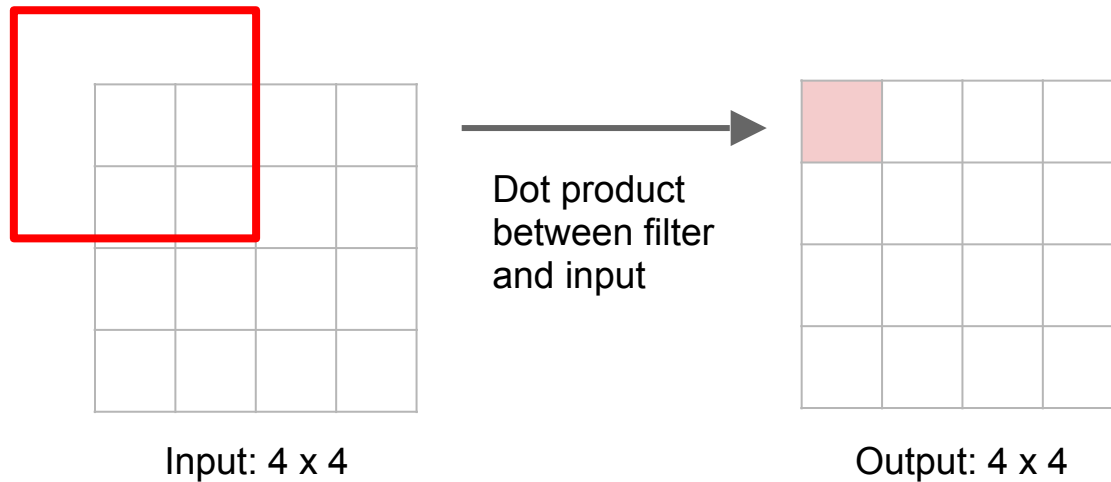 Dot product
between filter
and input
Input: 4 x 4
Output: 4 x 4